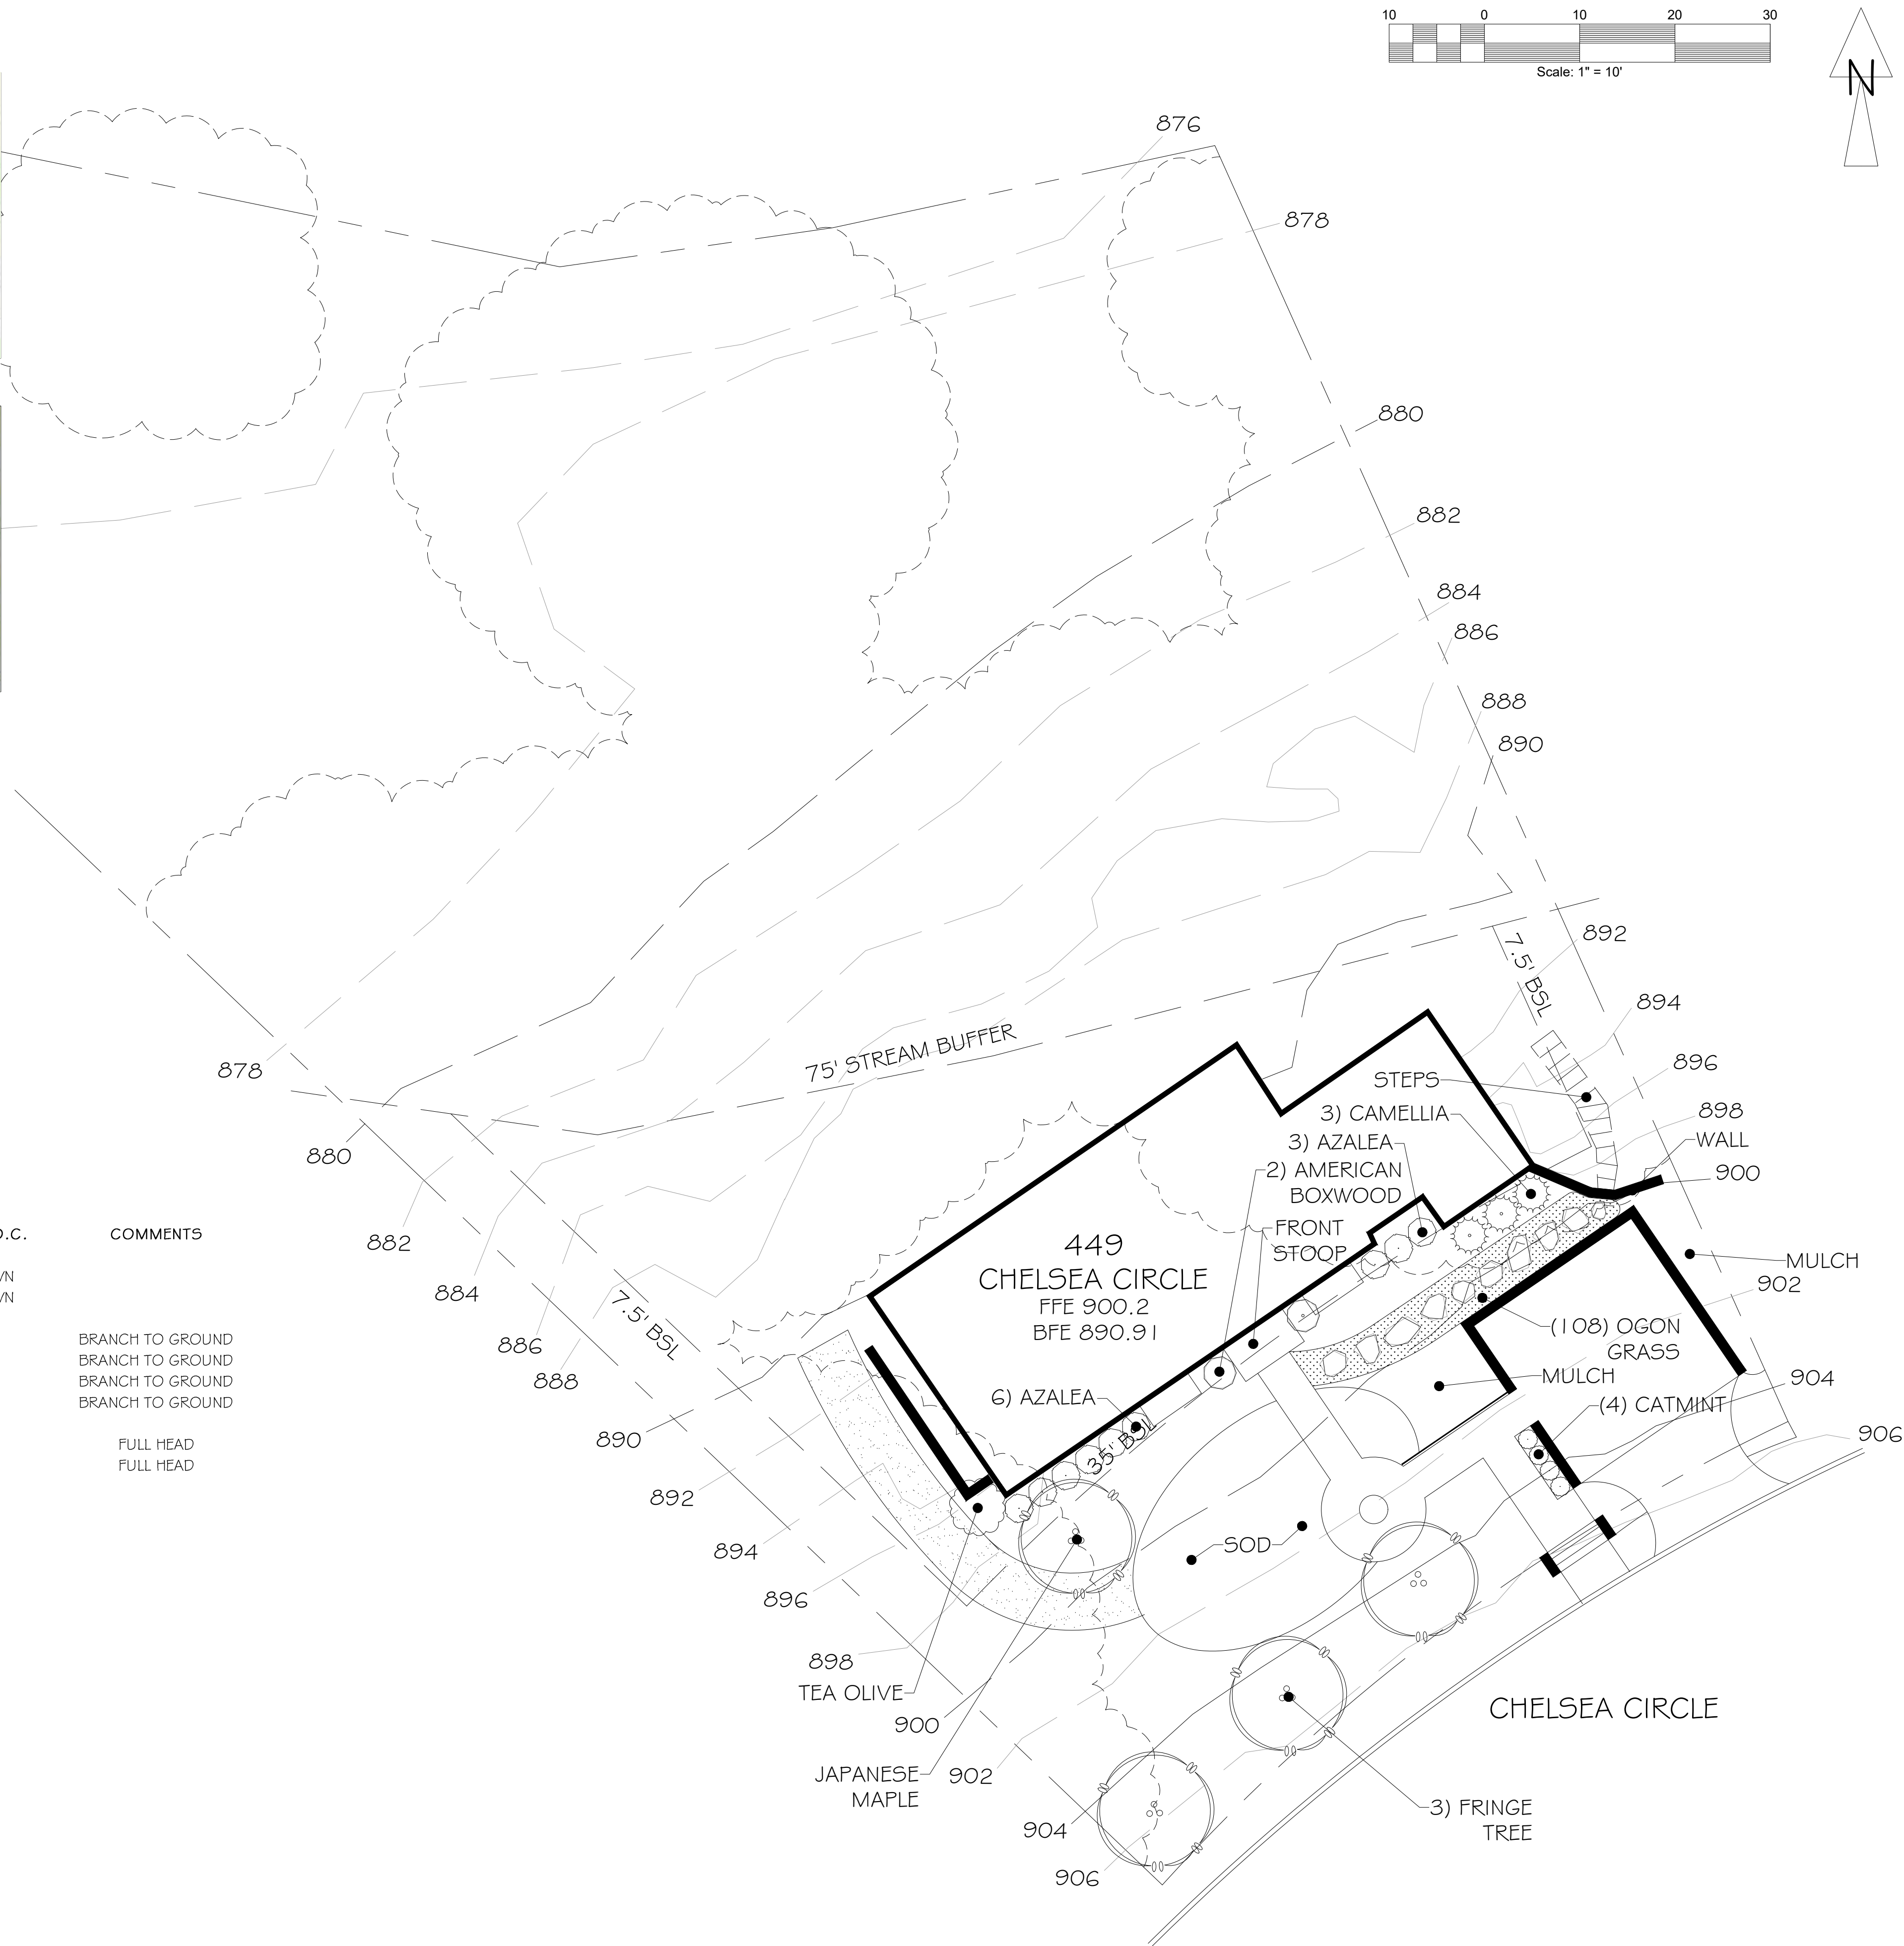 10 0 10 20 30
Scale: 1" = 10'
N
876
878
880
882
884
886
888
890
892
7.5' BSL
894
75' STREAM BUFFER
896
878
STEPS
898
3) CAMELLIA
WALL
3) AZALEA
880
2) AMERICAN
BOXWOOD
900
O.C. COMMENTS
FRONT
STOOP
882
449
CHELSEA CIRCLE
FFE 900.2
BFE 890.91
MULCH
902
884
7.5' BSL
(108) OGON
GRASS
BRANCH TO GROUND
BRANCH TO GROUND
BRANCH TO GROUND
BRANCH TO GROUND
886
888
MULCH
904
6) AZALEA
(4) CATMINT
35' BSL
890
906
FULL HEAD
FULL HEAD
892
894
SOD
896
898
TEA OLIVE
900
CHELSEA CIRCLE
JAPANESE
MAPLE
902
904
3) FRINGE
TREE
906